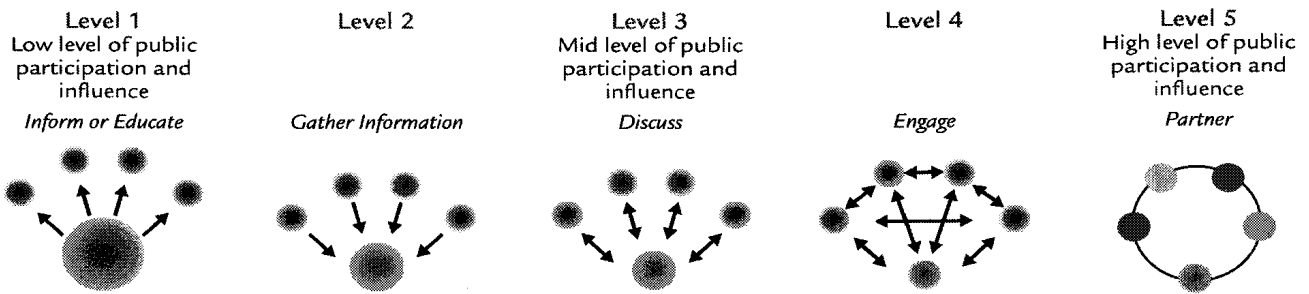 Level 1
Low level of public
participation and
influence
Inform or Educate
Level 2
Gather Information
Level 3
Mid level of public
participation and
influence
Discuss
Level 4
Engage
Level 5
High level of public
participation and
influence
Partner